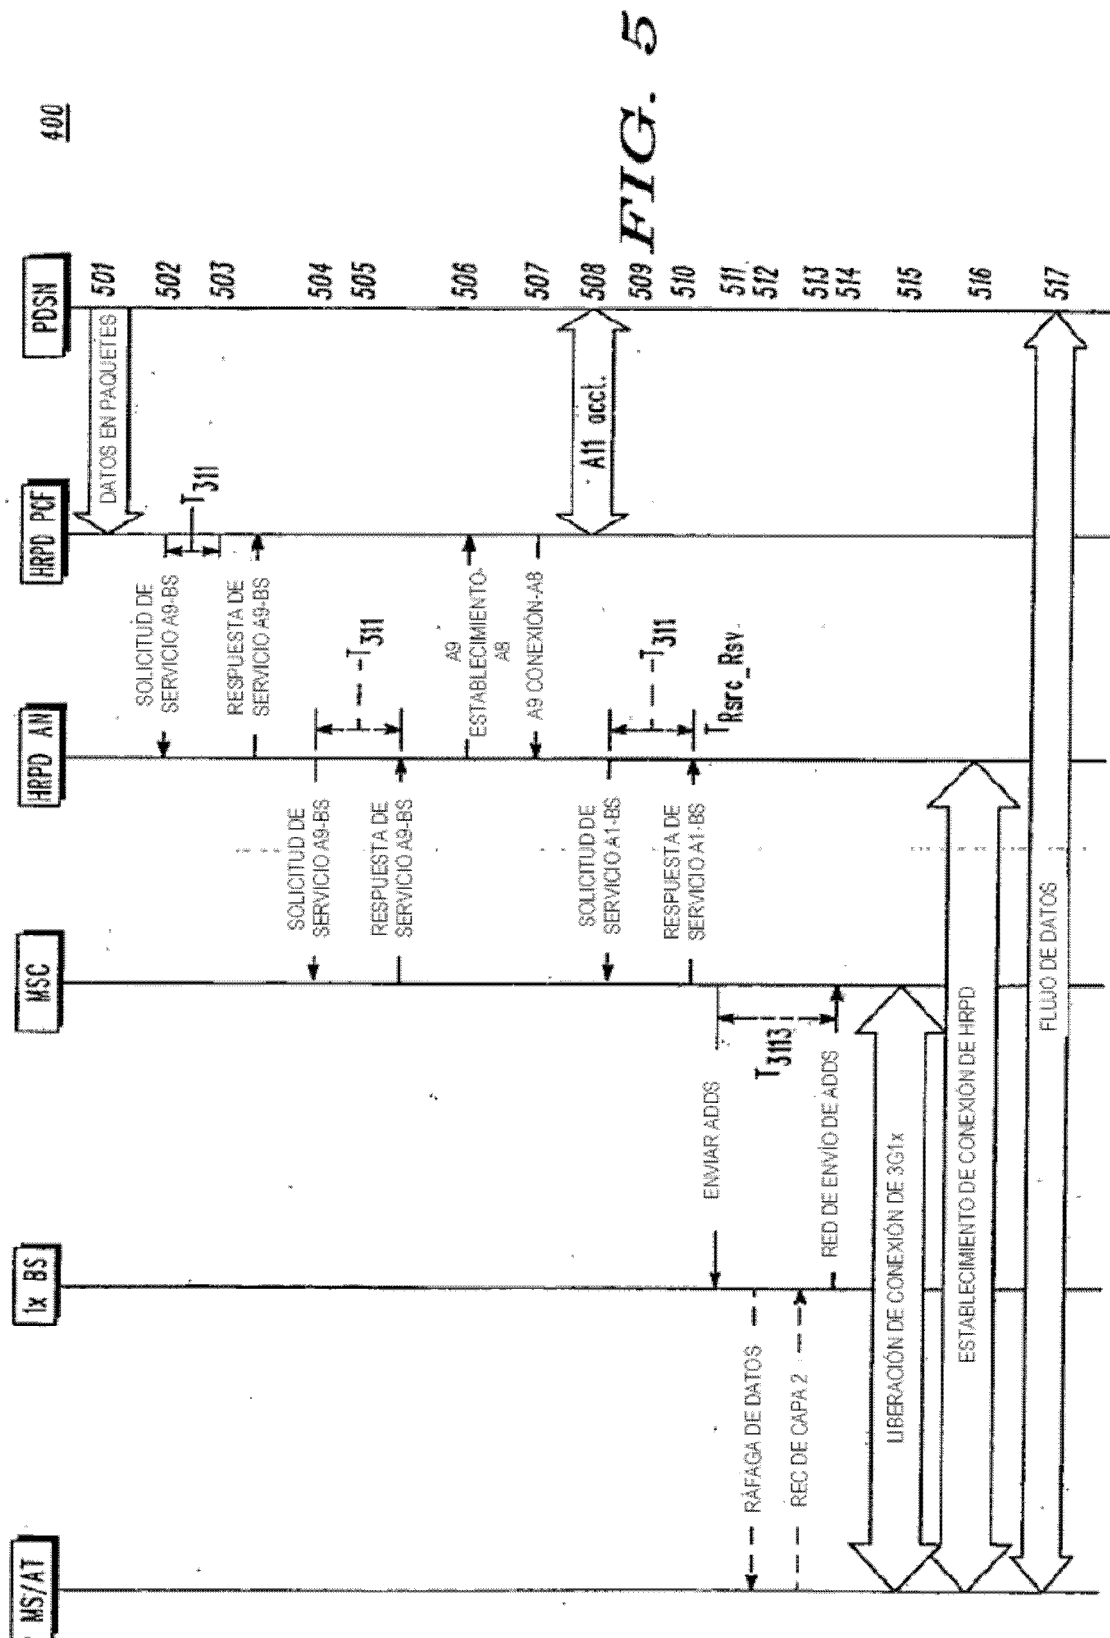 400
MS/AT
1x BS
MSC
HRPD AN
HRPD PCF
PDSN
DATOS EN PAQUETES
501
SOLICITUD DE
SERVICIO A9-BS
T311
502
RESPUESTA DE
SERVICIO A9-BS
503
SOLICITUD DE
SERVICIO A9-BS
504
T311
505
RESPUESTA DE
SERVICIO A9-BS
A9
ESTABLECIMIENTO-
A8
506
A9 CONEXIÓN-A8
507
A11 acct.
508
SOLICITUD DE
SERVICIO A1-BS
509
T311
RESPUESTA DE
SERVICIO A1-BS
510
TRsrc_Rsv
ENVIAR ADDS
511
RÁFAGA DE DATOS
T3113
512
REC DE CAPA 2
513
RED DE ENVÍO DE ADDS
514
LIBERACIÓN DE CONEXIÓN DE 3G1x
515
ESTABLECIMIENTO DE CONEXIÓN DE HRPD
516
FLUJO DE DATOS
517
FIG. 5